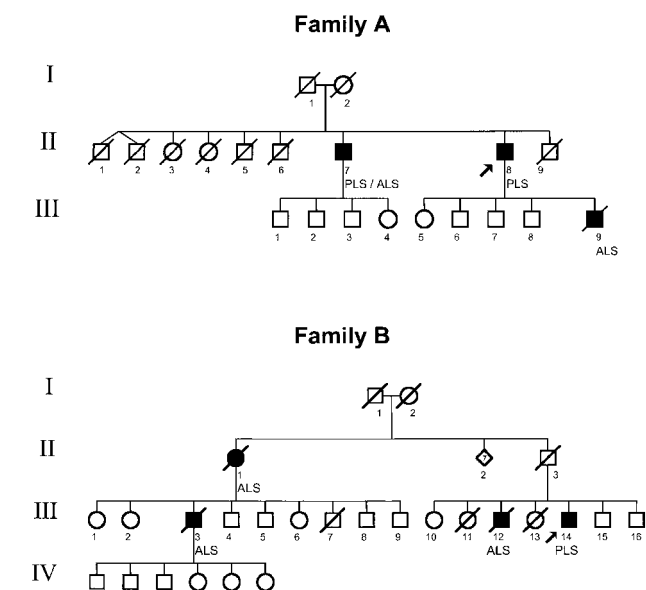 Family A
I
1 2
II
1 2 3 4 5 6 7 8 9
PLS / ALS PLS
III
1 2 3 4 5 6 7 8 9
ALS
Family B
I
1 2
II
7
1 2 3
ALS
III
1 2 3 4 5 6 7 8 9 10 11 12 13 14 15 16
ALS ALS PLS
IV